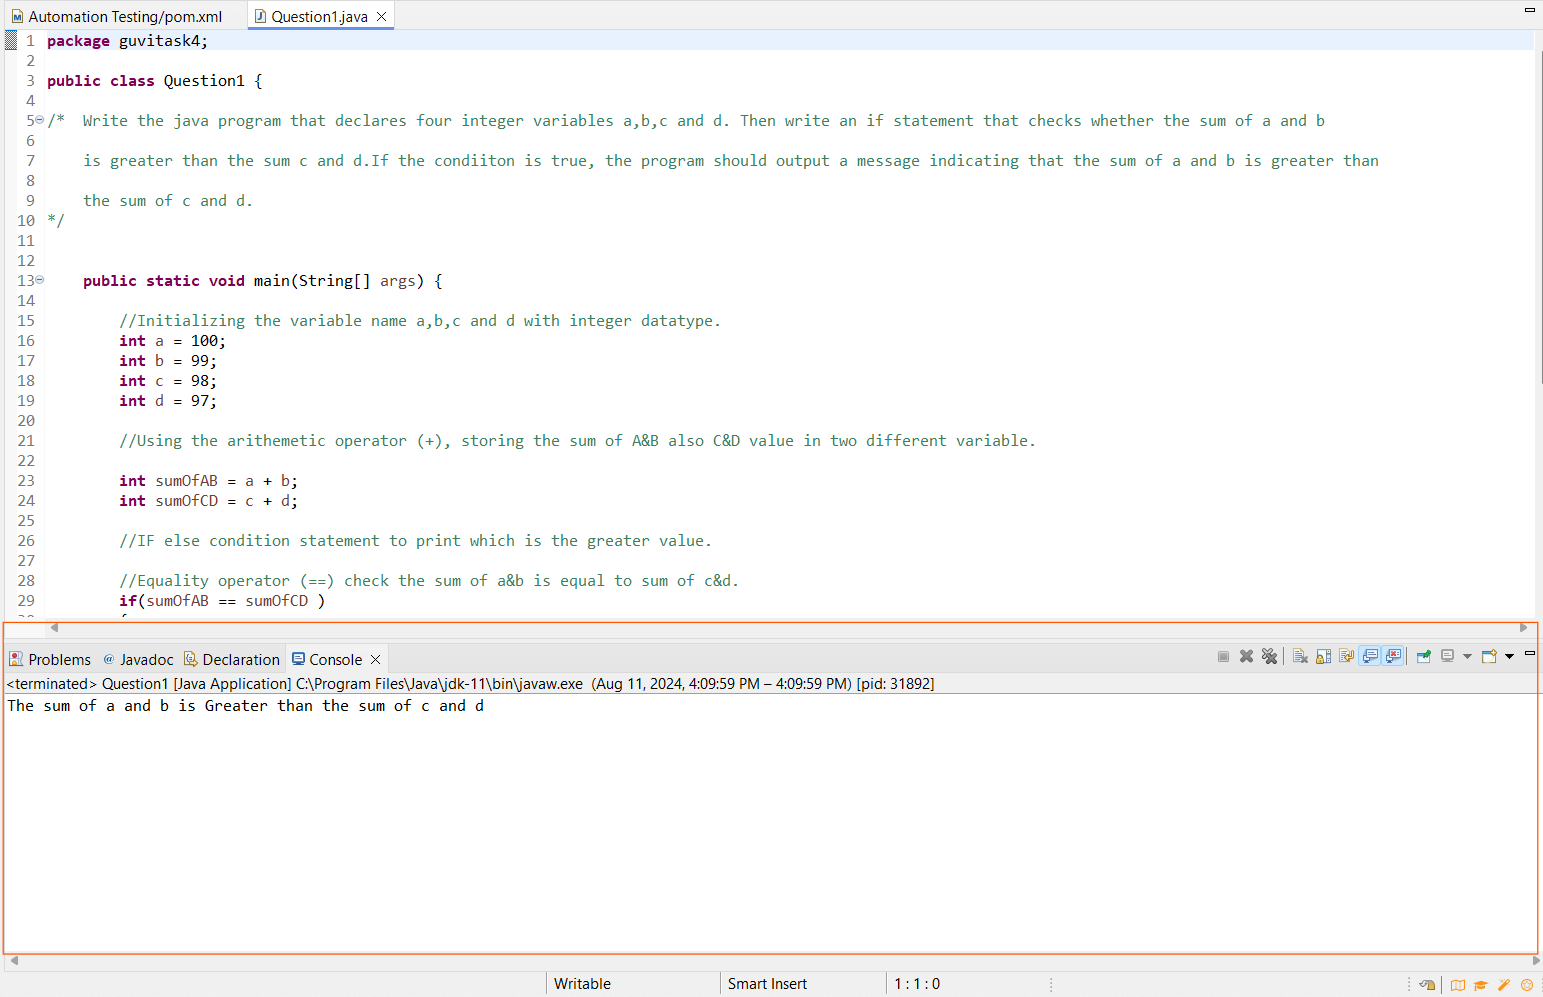 Automation Testing/pom.xml Question1.java
1 package guvitask4;
2
3 public class Question1 {
4
5 /*  Write the java program that declares four integer variables a,b,c and d. Then write an if statement that checks whether the sum of a and b
6
7     is greater than the sum c and d.If the condiiton is true, the program should output a message indicating that the sum of a and b is greater than
8
9     the sum of c and d.
10 */
11
12
13     public static void main(String[] args) {
14
15         //Initializing the variable name a,b,c and d with integer datatype.
16         int a = 100;
17         int b = 99;
18         int c = 98;
19         int d = 97;
20
21         //Using the arithemetic operator (+), storing the sum of A&B also C&D value in two different variable.
22
23         int sumOfAB = a + b;
24         int sumOfCD = c + d;
25
26         //IF else condition statement to print which is the greater value.
27
28         //Equality operator (==) check the sum of a&b is equal to sum of c&d.
29         if(sumOfAB == sumOfCD )
Problems @ Javadoc Declaration Console
<terminated> Question1 [Java Application] C:\Program Files\Java\jdk-11\bin\javaw.exe (Aug 11, 2024, 4:09:59 PM – 4:09:59 PM) [pid: 31892]
The sum of a and b is Greater than the sum of c and d
Writable Smart Insert 1 : 1 : 0